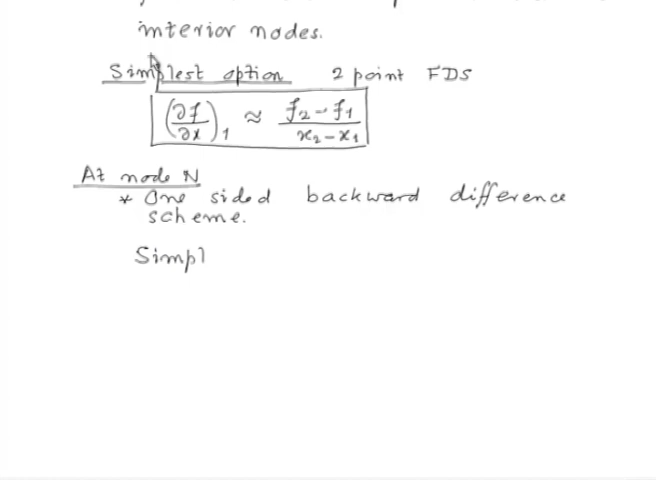 interior nodes.
Simplest option 2 point FDS
(∂f/∂x)₁ ≈ (f₂ - f₁)/(x₂ - x₁)
At node N
* One sided backward difference
scheme.
Simpl